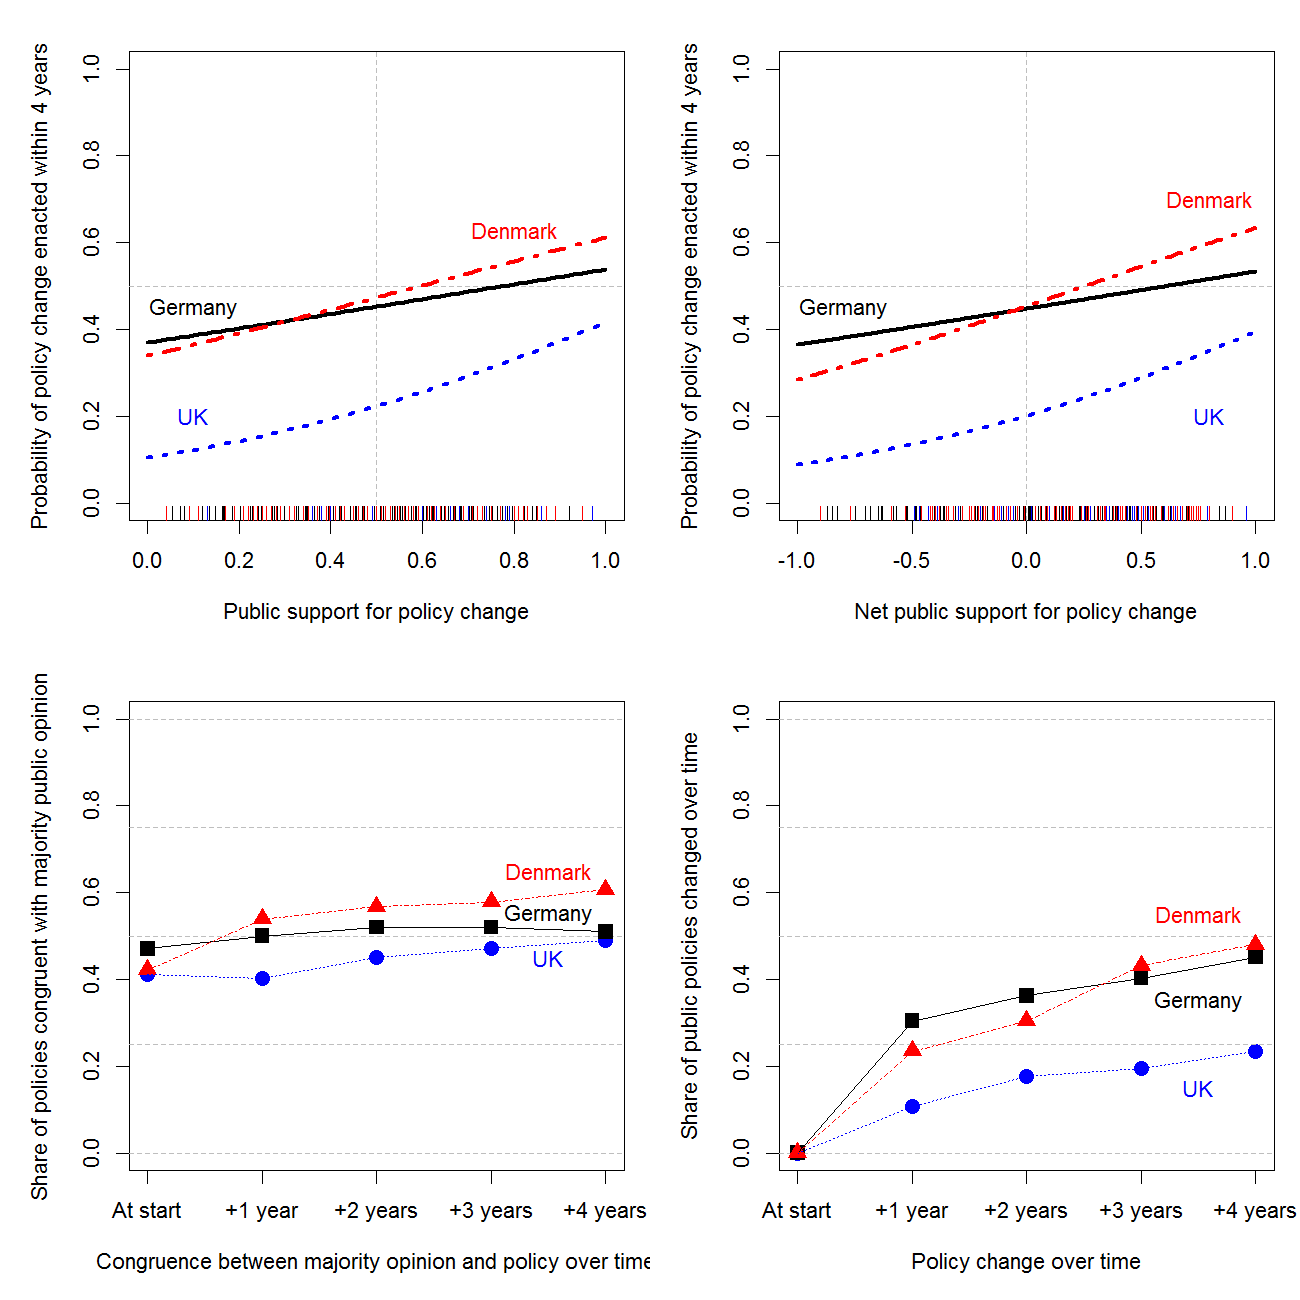 Probability of policy change enacted within 4 years
1.0
0.8
0.6
0.4
0.2
0.0
Denmark
Germany
UK
0.0 0.2 0.4 0.6 0.8 1.0
Public support for policy change
Probability of policy change enacted within 4 years
1.0
0.8
0.6
0.4
0.2
0.0
Denmark
Germany
UK
-1.0 -0.5 0.0 0.5 1.0
Net public support for policy change
Share of policies congruent with majority public opinion
1.0
0.8
0.6
0.4
0.2
0.0
Denmark
Germany
UK
At start +1 year +2 years +3 years +4 years
Congruence between majority opinion and policy over time
Share of public policies changed over time
1.0
0.8
0.6
0.4
0.2
0.0
Denmark
Germany
UK
At start +1 year +2 years +3 years +4 years
Policy change over time